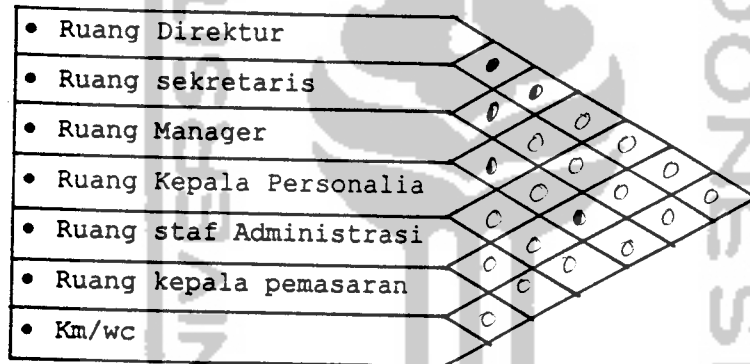 • Ruang Direktur
• Ruang sekretaris
• Ruang Manager
• Ruang Kepala Personalia
• Ruang staf Administrasi
• Ruang kepala pemasaran
• Km/wc